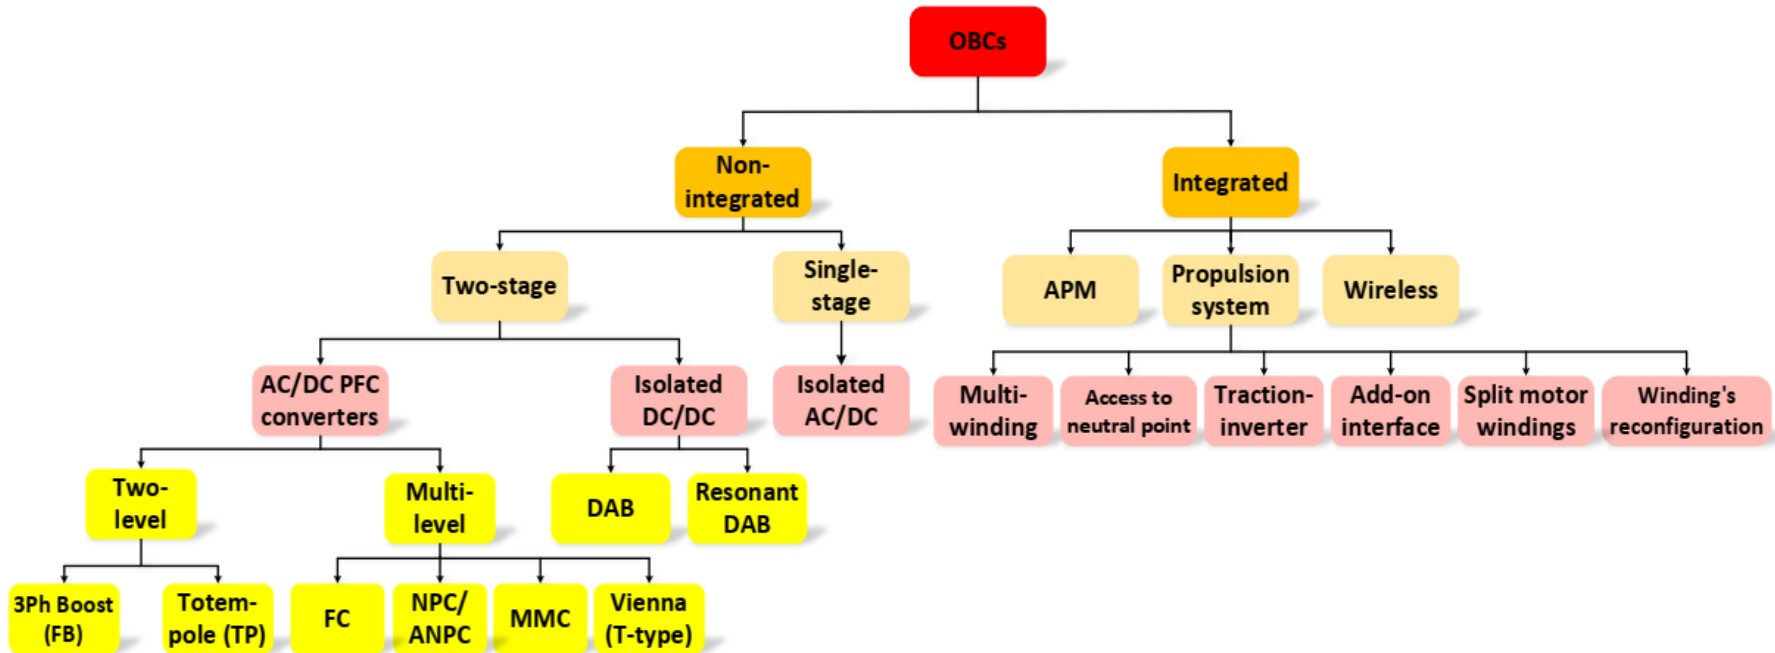 OBCs
Non-
integrated
Integrated
Two-stage
Single-
stage
APM
Propulsion
system
Wireless
AC/DC PFC
converters
Isolated
DC/DC
Isolated
AC/DC
Multi-
winding
Access to
neutral point
Traction-
inverter
Add-on
interface
Split motor
windings
Winding's
reconfiguration
Two-
level
Multi-
level
DAB
Resonant
DAB
3Ph Boost
(FB)
Totem-
pole (TP)
FC
NPC/
ANPC
MMC
Vienna
(T-type)